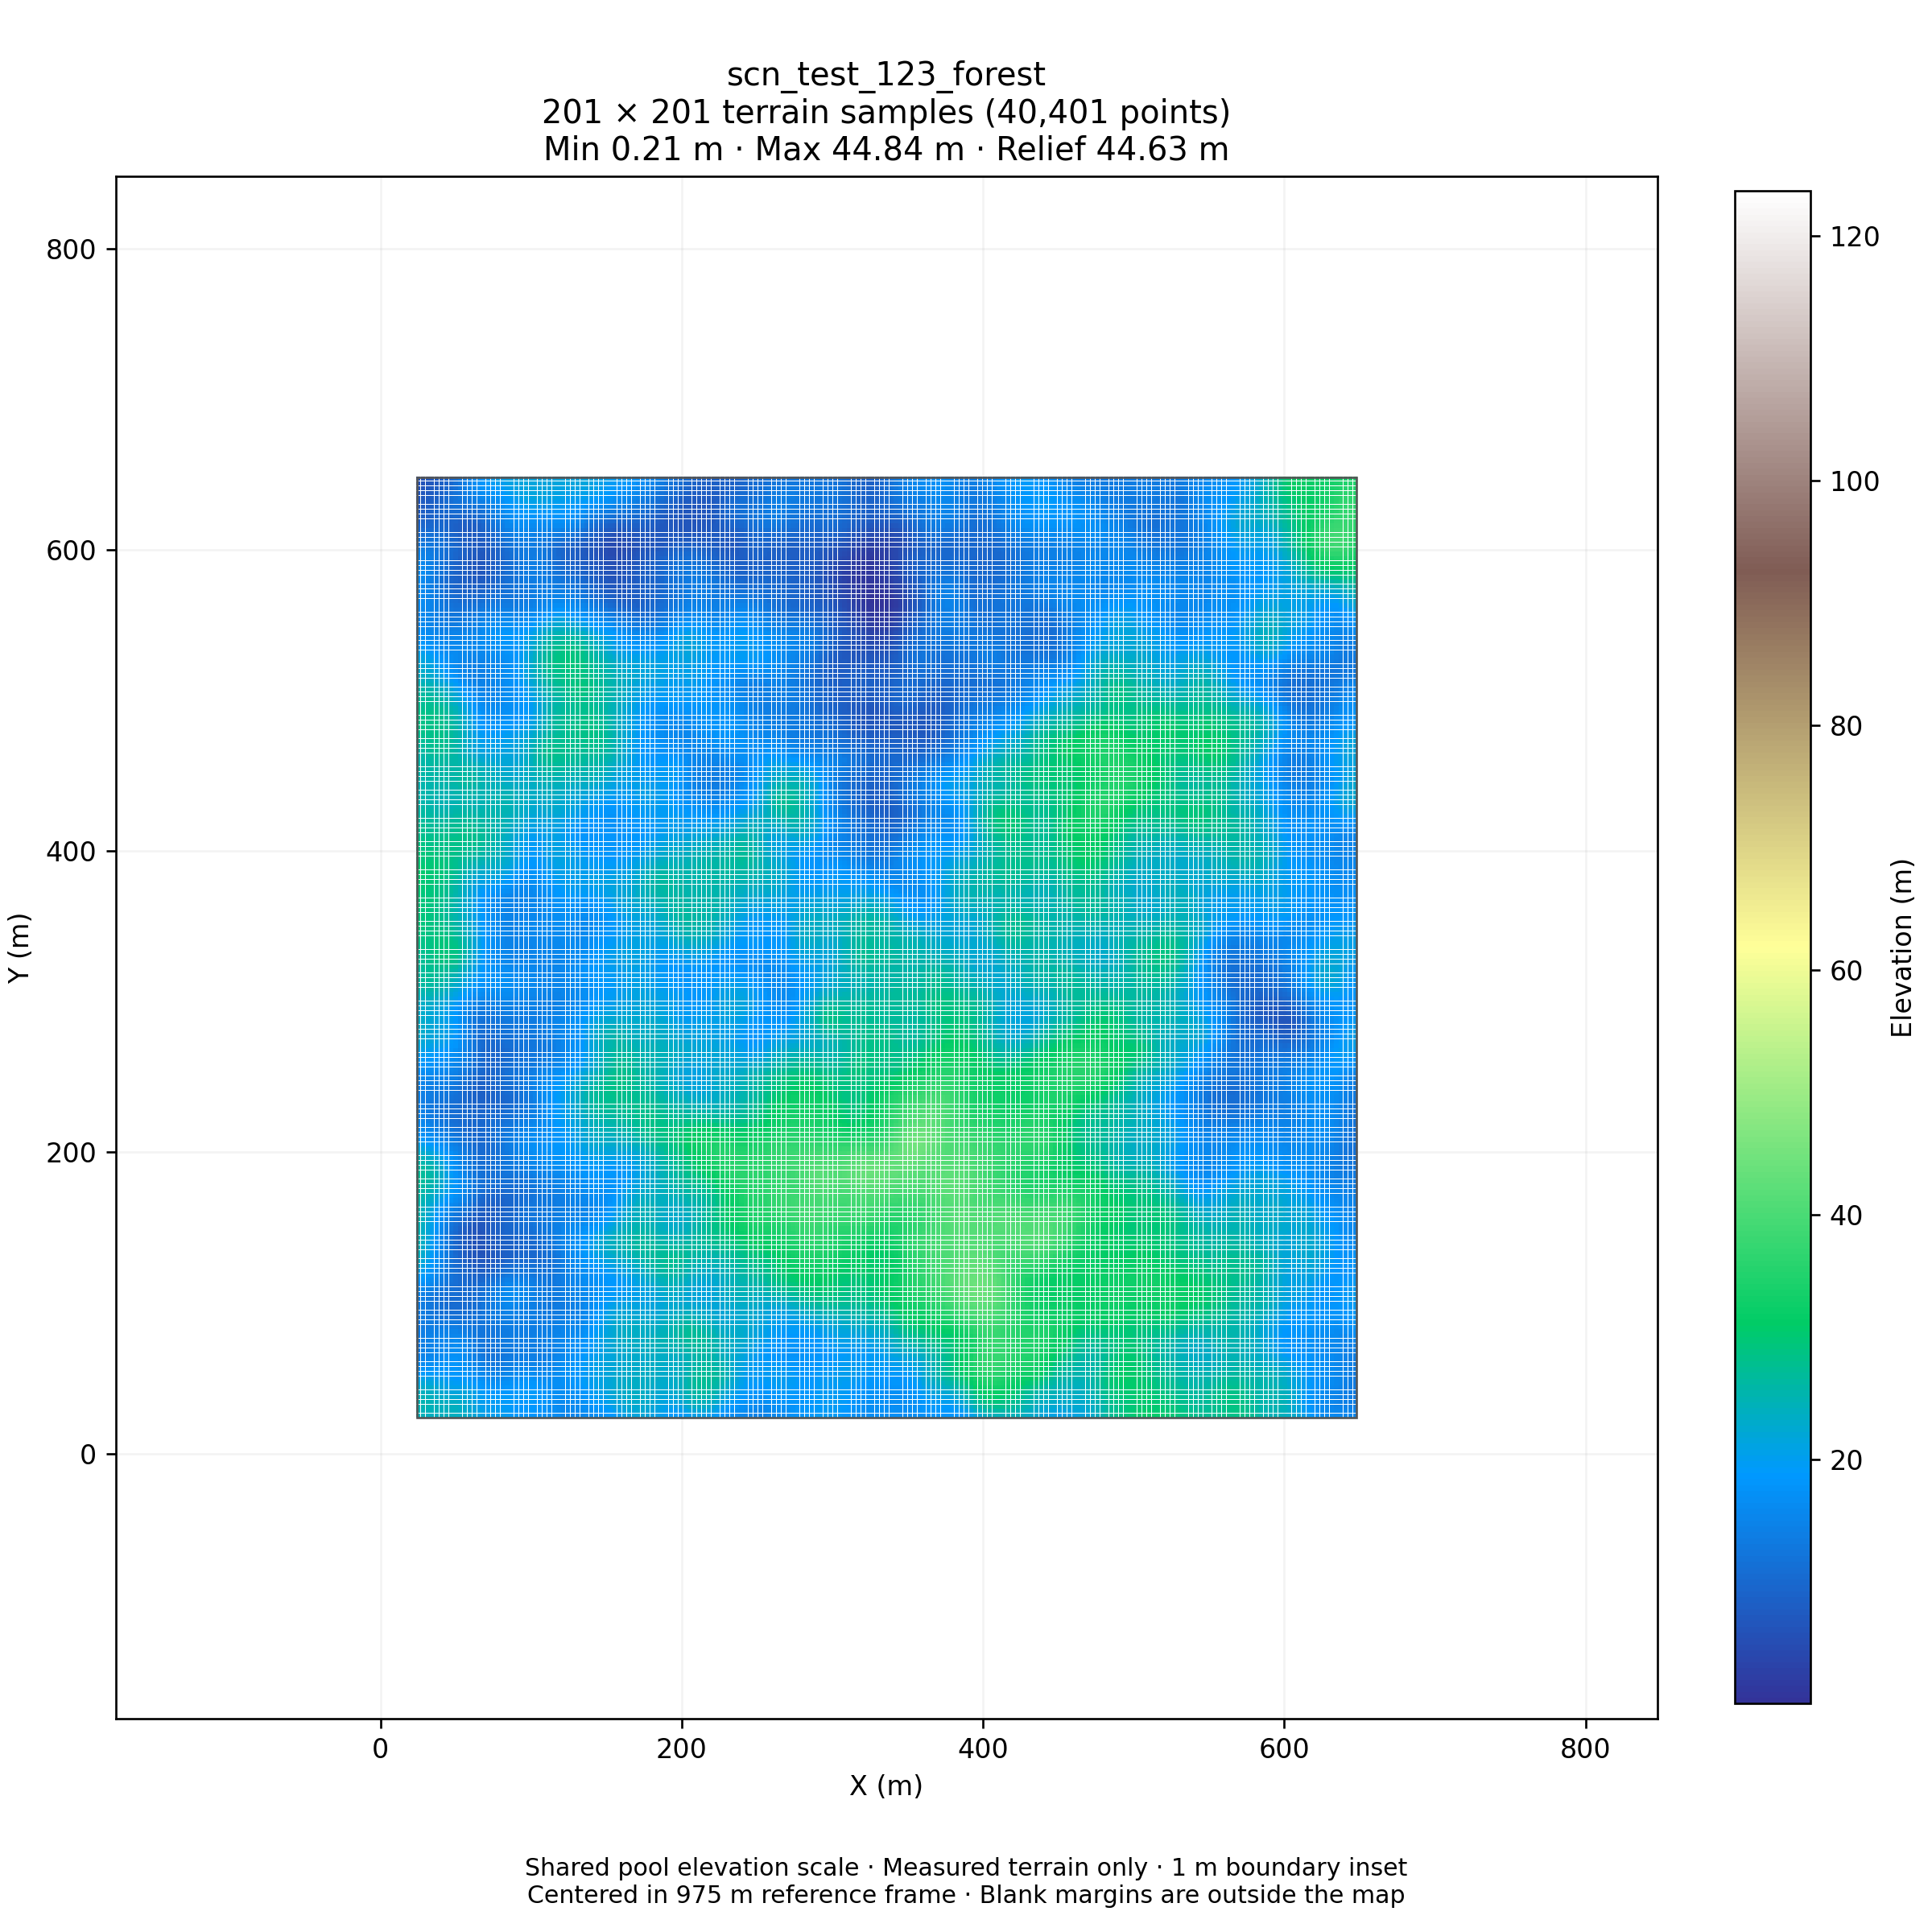 scn_test_123_forest
201 × 201 terrain samples (40,401 points)
Min 0.21 m · Max 44.84 m · Relief 44.63 m
800
600
400
200
0
Y (m)
0
200
400
600
800
X (m)
120
100
80
60
40
20
Elevation (m)
Shared pool elevation scale · Measured terrain only · 1 m boundary inset
Centered in 975 m reference frame · Blank margins are outside the map